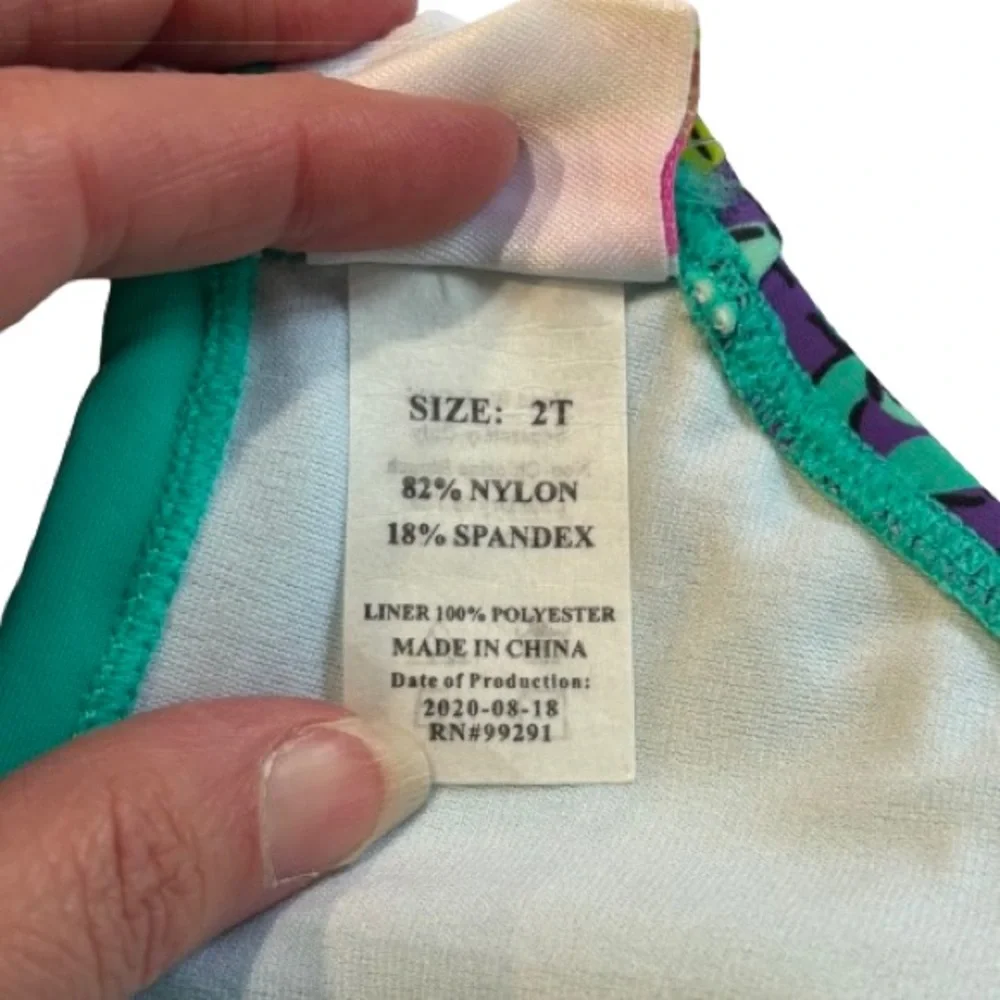 SIZE: 2T
82% NYLON
18% SPANDEX
LINER 100% POLYESTER
MADE IN CHINA
Date of Production:
2020-08-18
RN#99291